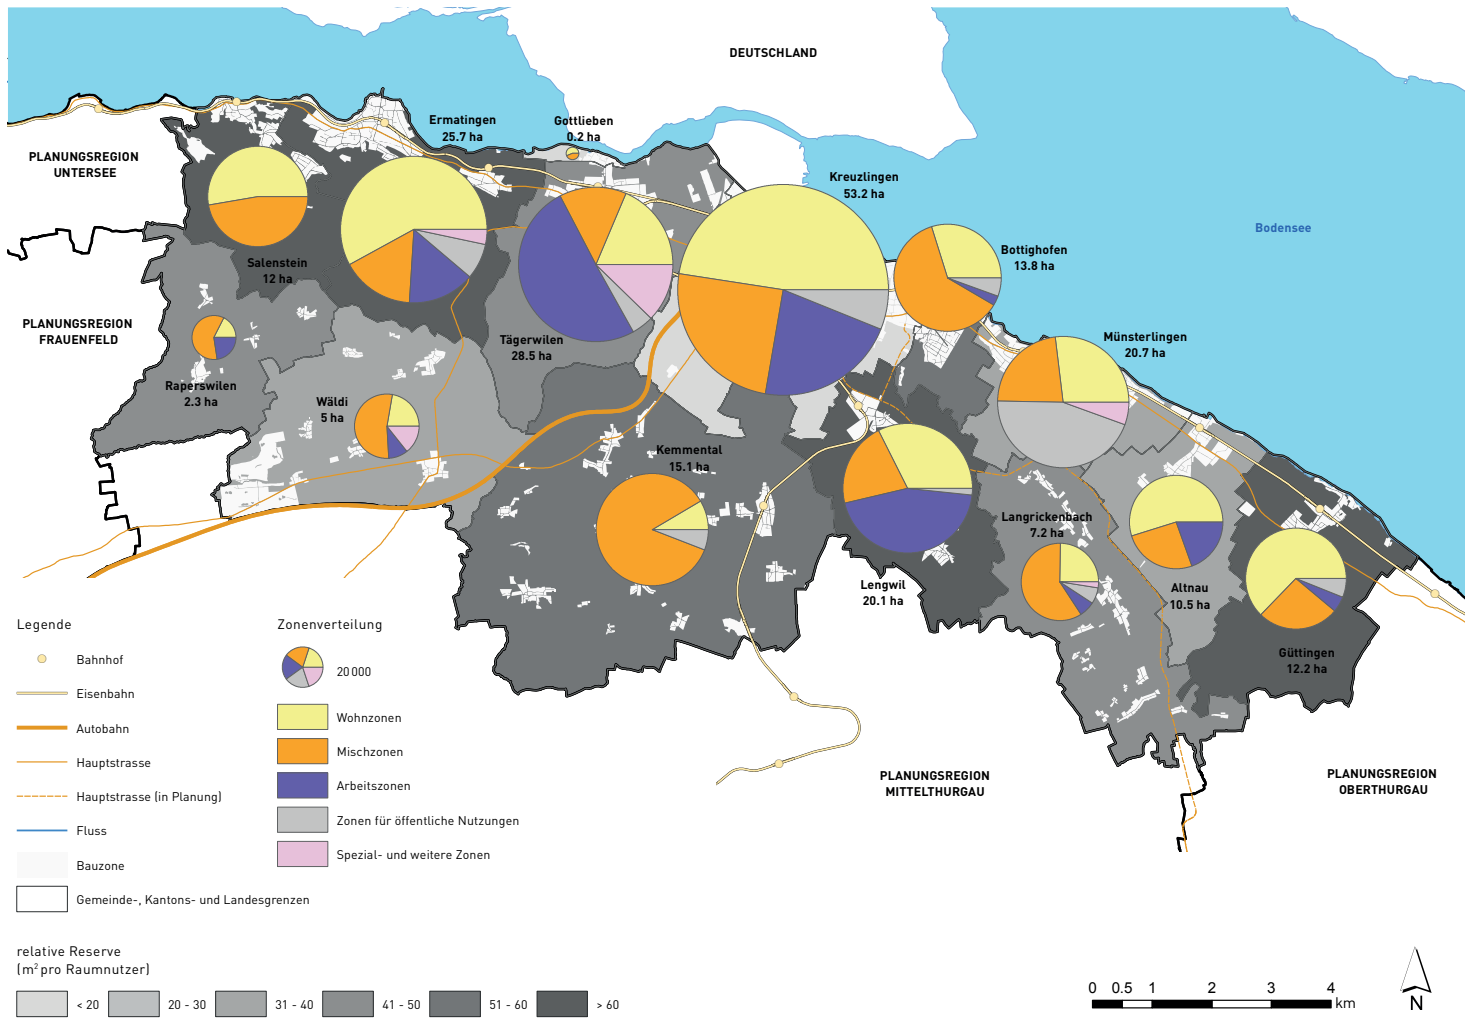 DEUTSCHLAND
Ermatingen
25.7 ha
Gottlieben
0.2 ha
PLANUNGSREGION
UNTERSEE
Kreuzlingen
53.2 ha
Bodensee
Bottighofen
13.8 ha
Salenstein
12 ha
PLANUNGSREGION
FRAUENFELD
Tägerwilen
28.5 ha
Münsterlingen
20.7 ha
Raperswilen
2.3 ha
Wäldi
5 ha
Kemmental
15.1 ha
Langrickenbach
7.2 ha
Lengwil
20.1 ha
Altnau
10.5 ha
Güttingen
12.2 ha
PLANUNGSREGION
MITTELTHURGAU
PLANUNGSREGION
OBERTHURGAU
Legende
Bahnhof
Eisenbahn
Autobahn
Hauptstrasse
Hauptstrasse (in Planung)
Fluss
Bauzone
Gemeinde-, Kantons- und Landesgrenzen
Zonenverteilung
20 000
Wohnzonen
Mischzonen
Arbeitszonen
Zonen für öffentliche Nutzungen
Spezial- und weitere Zonen
relative Reserve
(m² pro Raumnutzer)
< 20
20 - 30
31 - 40
41 - 50
51 - 60
> 60
0 0.5 1 2 3 4
km
N